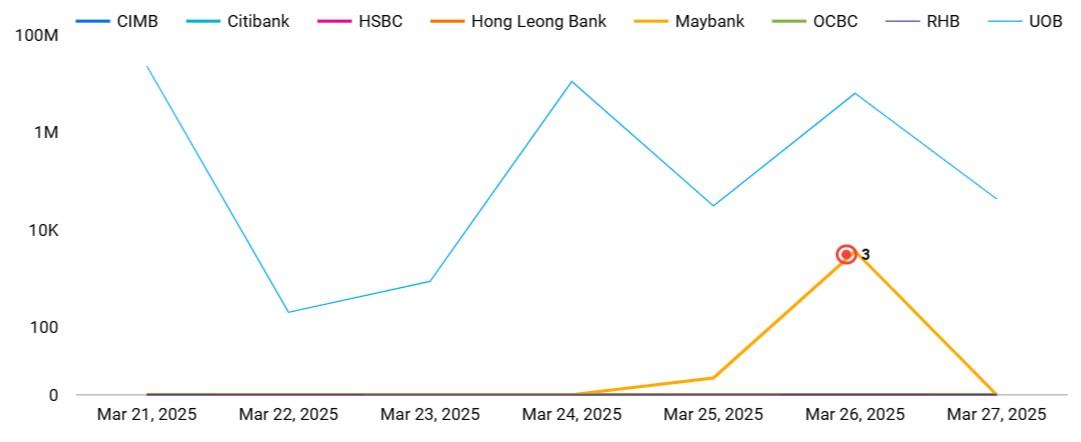 CIMB Citibank HSBC Hong Leong Bank Maybank OCBC RHB UOB
100M
1M
10K
3
100
0
Mar 21, 2025 Mar 22, 2025 Mar 23, 2025 Mar 24, 2025 Mar 25, 2025 Mar 26, 2025 Mar 27, 2025